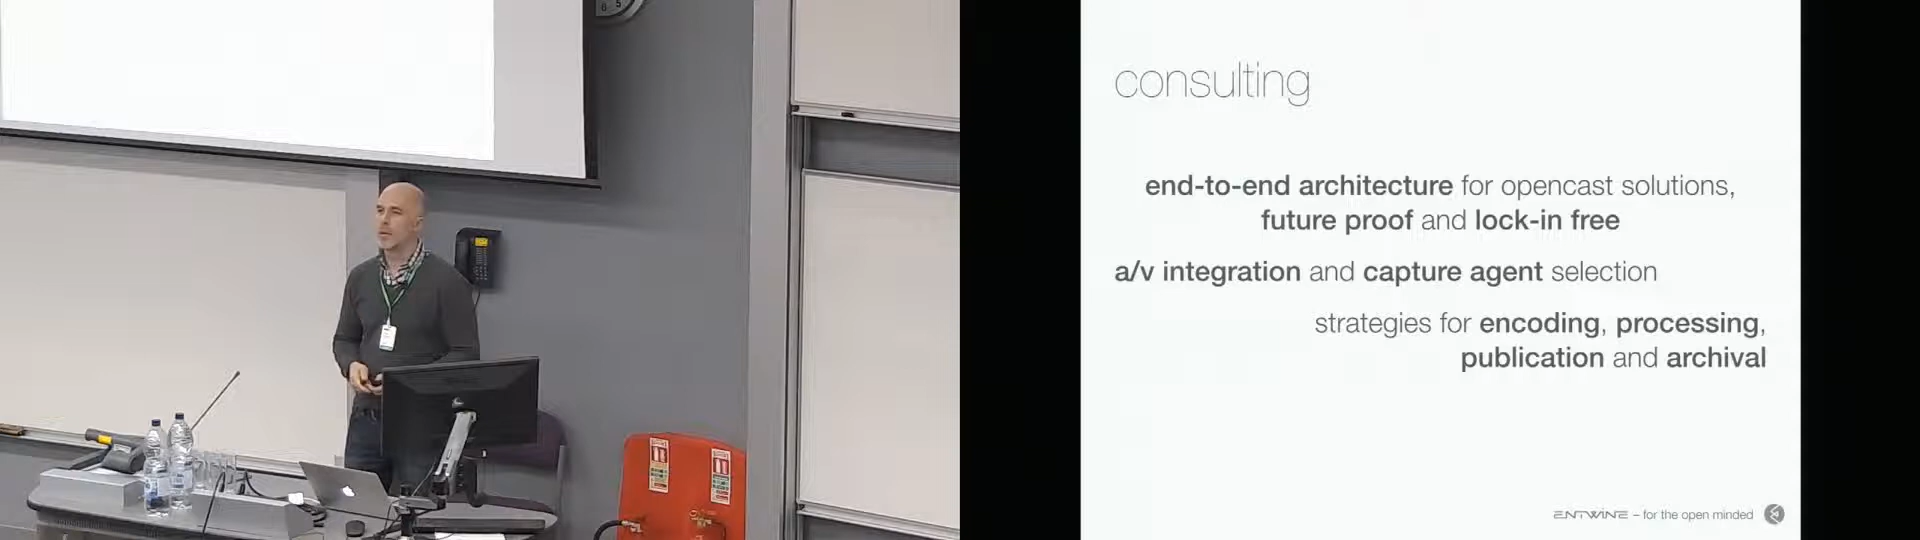 consulting
end-to-end architecture for opencast solutions,
future proof and lock-in free
a/v integration and capture agent selection
strategies for encoding, processing,
publication and archival
ENTWINE – for the open minded